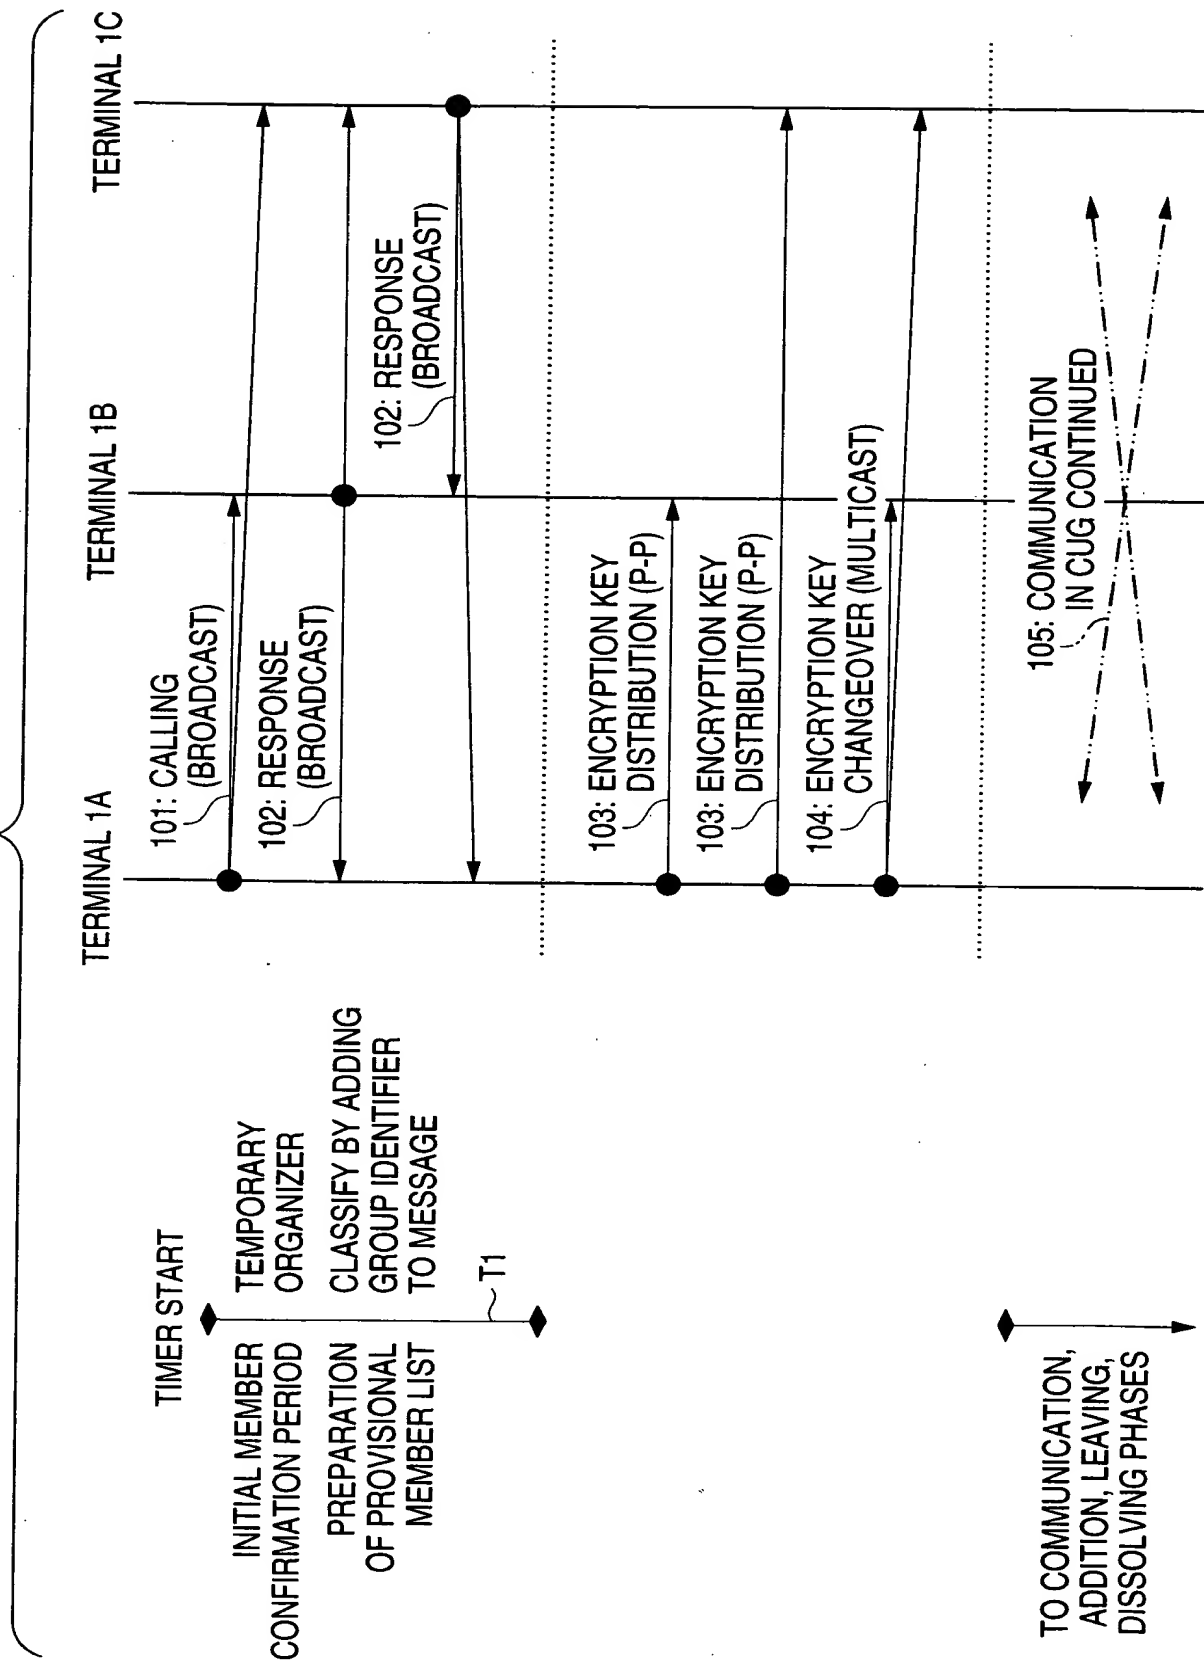 TERMINAL 1A
TERMINAL 1B
TERMINAL 1C
TIMER START
INITIAL MEMBER
CONFIRMATION PERIOD
TEMPORARY
ORGANIZER
PREPARATION
OF PROVISIONAL
MEMBER LIST
CLASSIFY BY ADDING
GROUP IDENTIFIER
TO MESSAGE
T1
101: CALLING
(BROADCAST)
102: RESPONSE
(BROADCAST)
102: RESPONSE
(BROADCAST)
103: ENCRYPTION KEY
DISTRIBUTION (P-P)
103: ENCRYPTION KEY
DISTRIBUTION (P-P)
104: ENCRYPTION KEY
CHANGEOVER (MULTICAST)
105: COMMUNICATION
IN CUG CONTINUED
TO COMMUNICATION,
ADDITION, LEAVING,
DISSOLVING PHASES